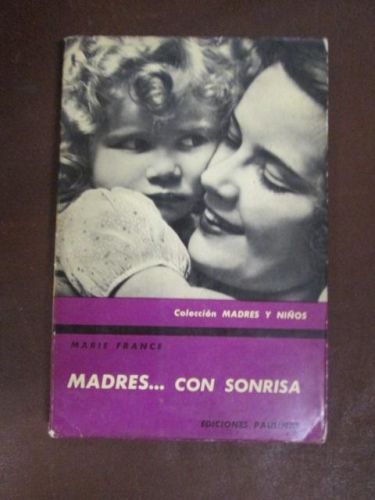 Colección MADRES Y NIÑOS
MARIE FRANCE
MADRES... CON SONRISA
EDICIONES PAULINAS